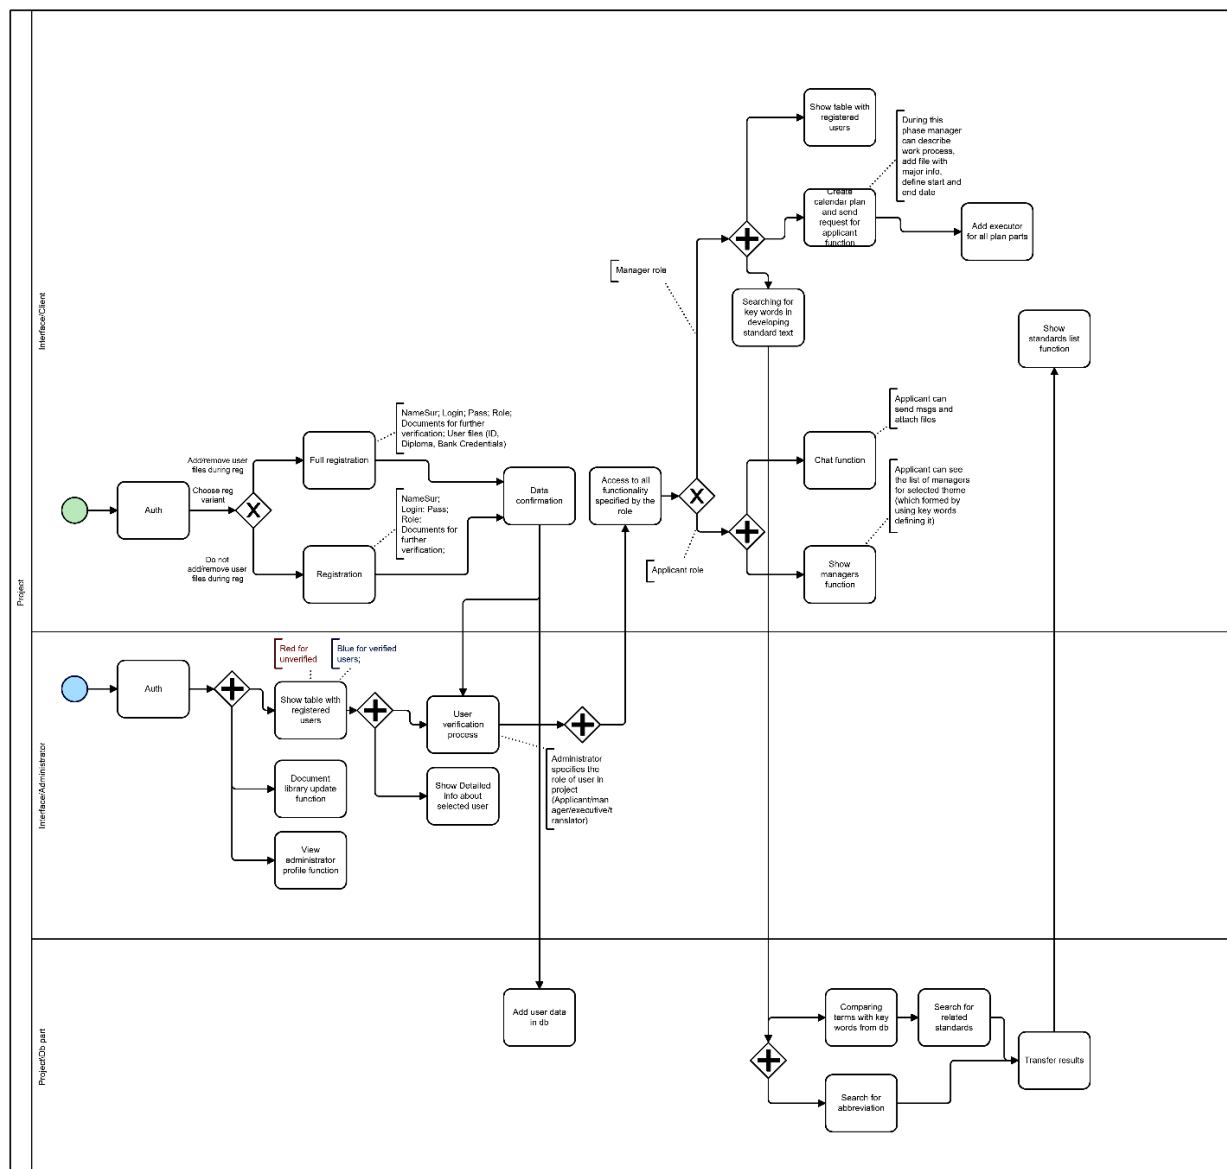 Project
Interface/Client
Show table with
registered
users
During this
phase manager
can describe
work process,
add file with
major info,
define start and
end date
Create
calendar plan
and send
request for
applicant
function
Add executor
for all plan parts
Manager role
Searching for
key words in
developing
standard text
Show
standards list
function
Applicant can
send msgs and
attach files
NameSur; Login; Pass; Role;
Documents for further
verification; User files (ID,
Diploma, Bank Credentials)
Add/remove user
files during reg
Full registration
Chat function
Applicant can see
the list of managers
for selected theme
(which formed by
using key words
defining it)
Choose reg
variant
Auth
Data
confirmation
Access to all
functionality
specified by the
role
NameSur;
Login: Pass;
Role;
Documents for
further
verification;
Do not
add/remove user
files during reg
Registration
Applicant role
Show
managers
function
Interface/Administrator
Red for
unverified
Blue for verified
users;
Auth
Show table with
registered
users
User
verification
process
Document
library update
function
Show Detailed
info about
selected user
Administrator
specifies the
role of user in
project
(Applicant/man
ager/executive/t
ranslator)
View
administrator
profile function
Project\Db part
Add user data
in db
Comparing
terms with key
words from db
Search for
related
standards
Transfer results
Search for
abbreviation